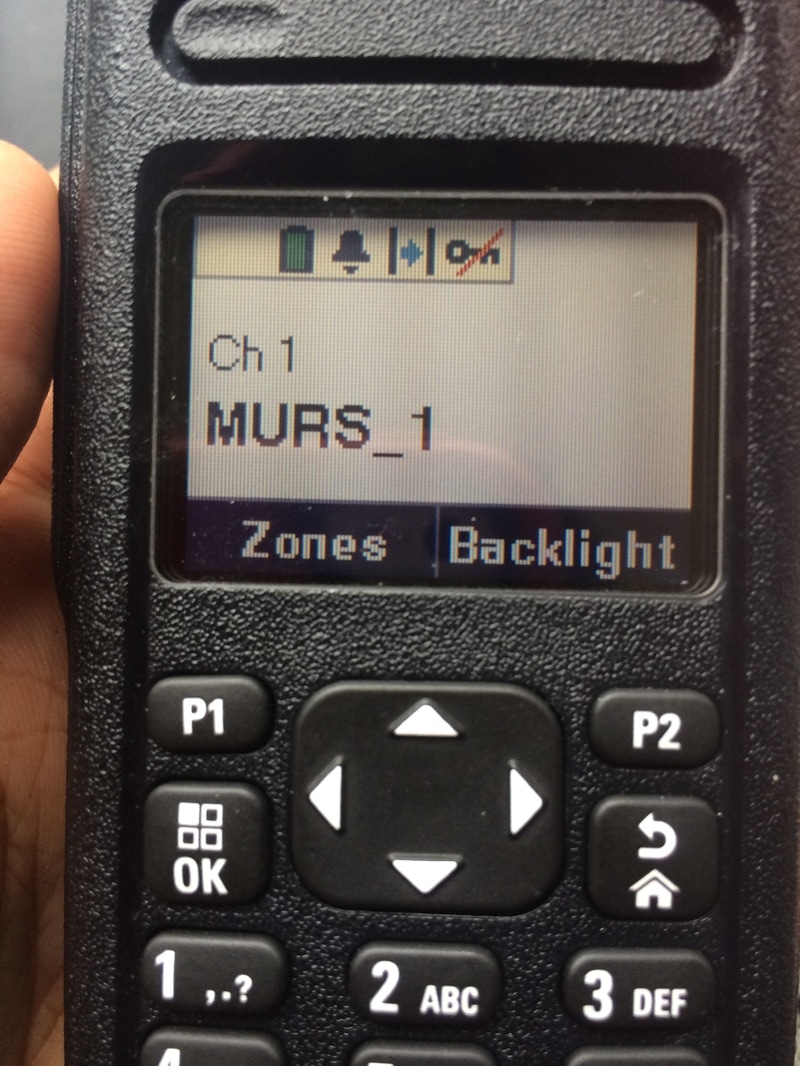 Ch 1
MURS_1
Zones Backlight
P1 P2
OK
1 ,.? 2 ABC 3 DEF